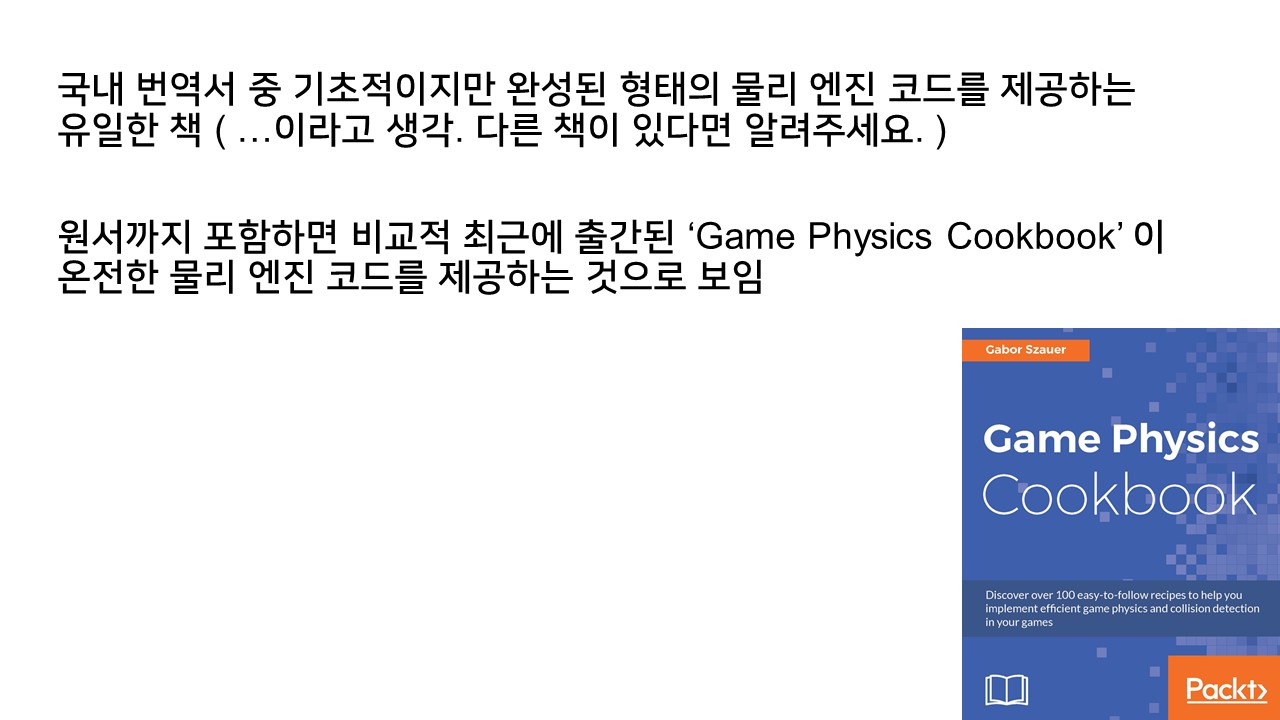 국내 번역서 중 기초적이지만 완성된 형태의 물리 엔진 코드를 제공하는
유일한 책 ( …이라고 생각. 다른 책이 있다면 알려주세요. )
원서까지 포함하면 비교적 최근에 출간된 ‘Game Physics Cookbook’ 이
온전한 물리 엔진 코드를 제공하는 것으로 보임
Gabor Szauer
Game Physics
Cookbook
Discover over 100 easy-to-follow recipes to help you
implement efficient game physics and collision detection
in your games
Packt>